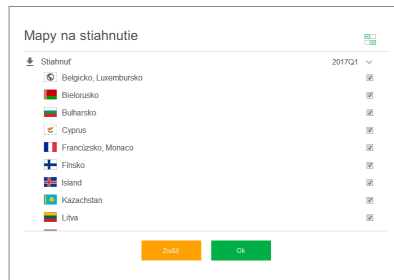 Mapy na stiahnutie
Stiahnuť 2017Q1
Belgicko, Luxembursko
Bielorusko
Bulharsko
Cyprus
Francúzsko, Monaco
Fínsko
Island
Kazachstan
Litva
Zrušiť Ok